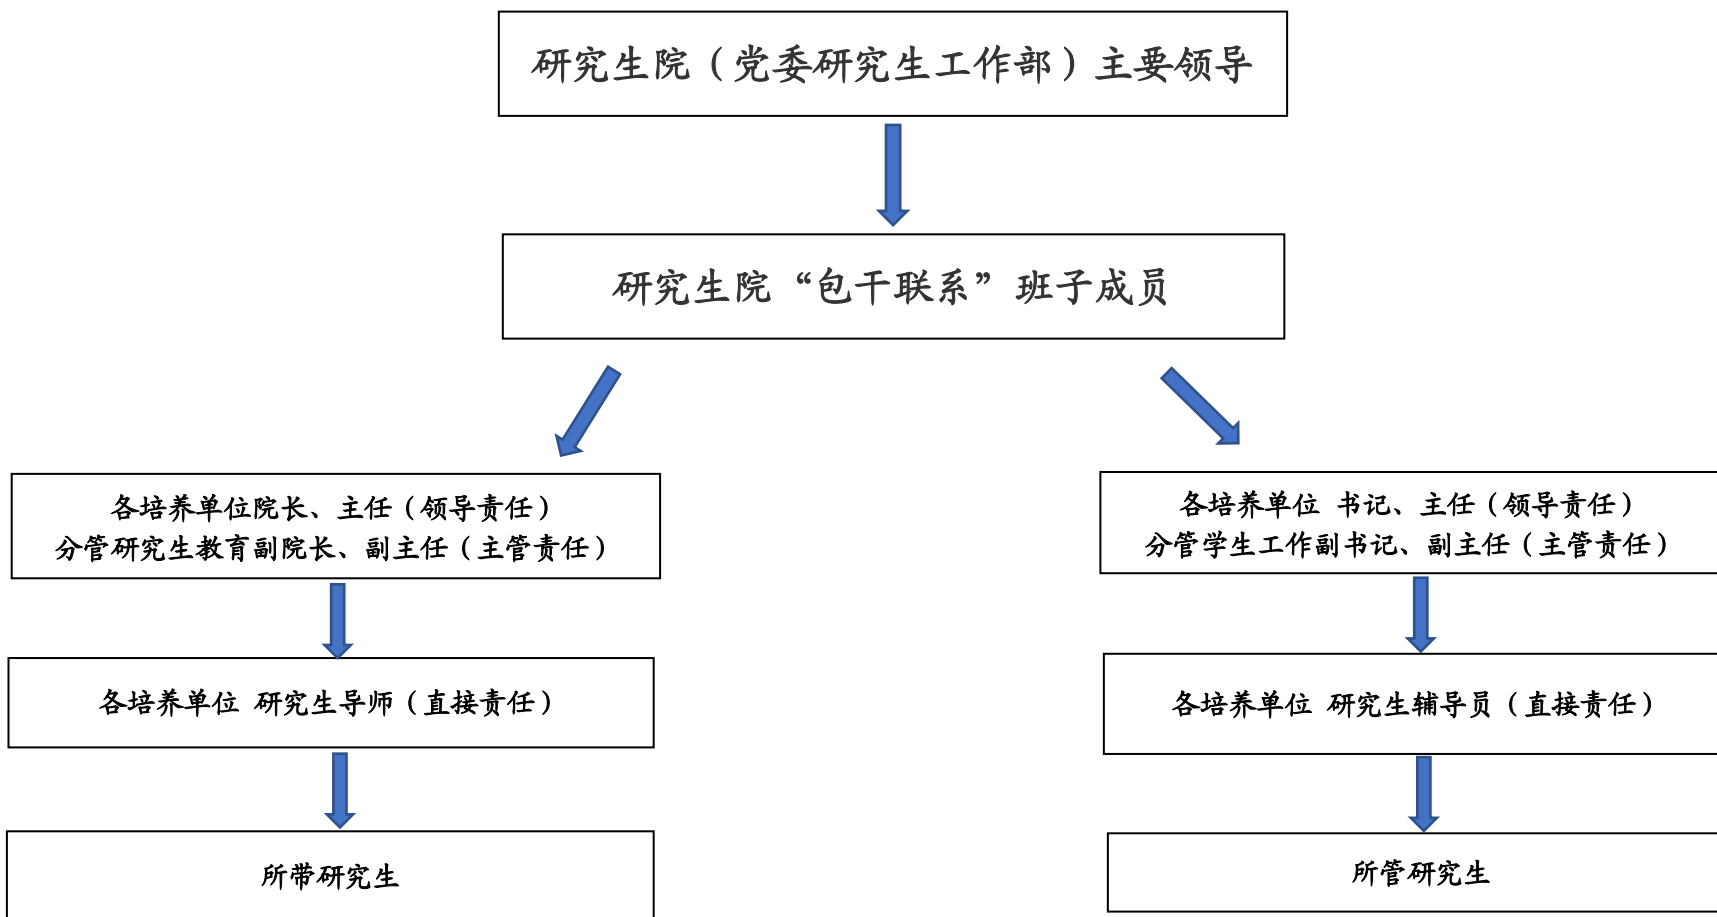 研究生院（党委研究生工作部）主要领导
研究生院“包干联系”班子成员
各培养单位院长、主任（领导责任）
分管研究生教育副院长、副主任（主管责任）
各培养单位 书记、主任（领导责任）
分管学生工作副书记、副主任（主管责任）
各培养单位 研究生导师（直接责任）
各培养单位 研究生辅导员（直接责任）
所带研究生
所管研究生